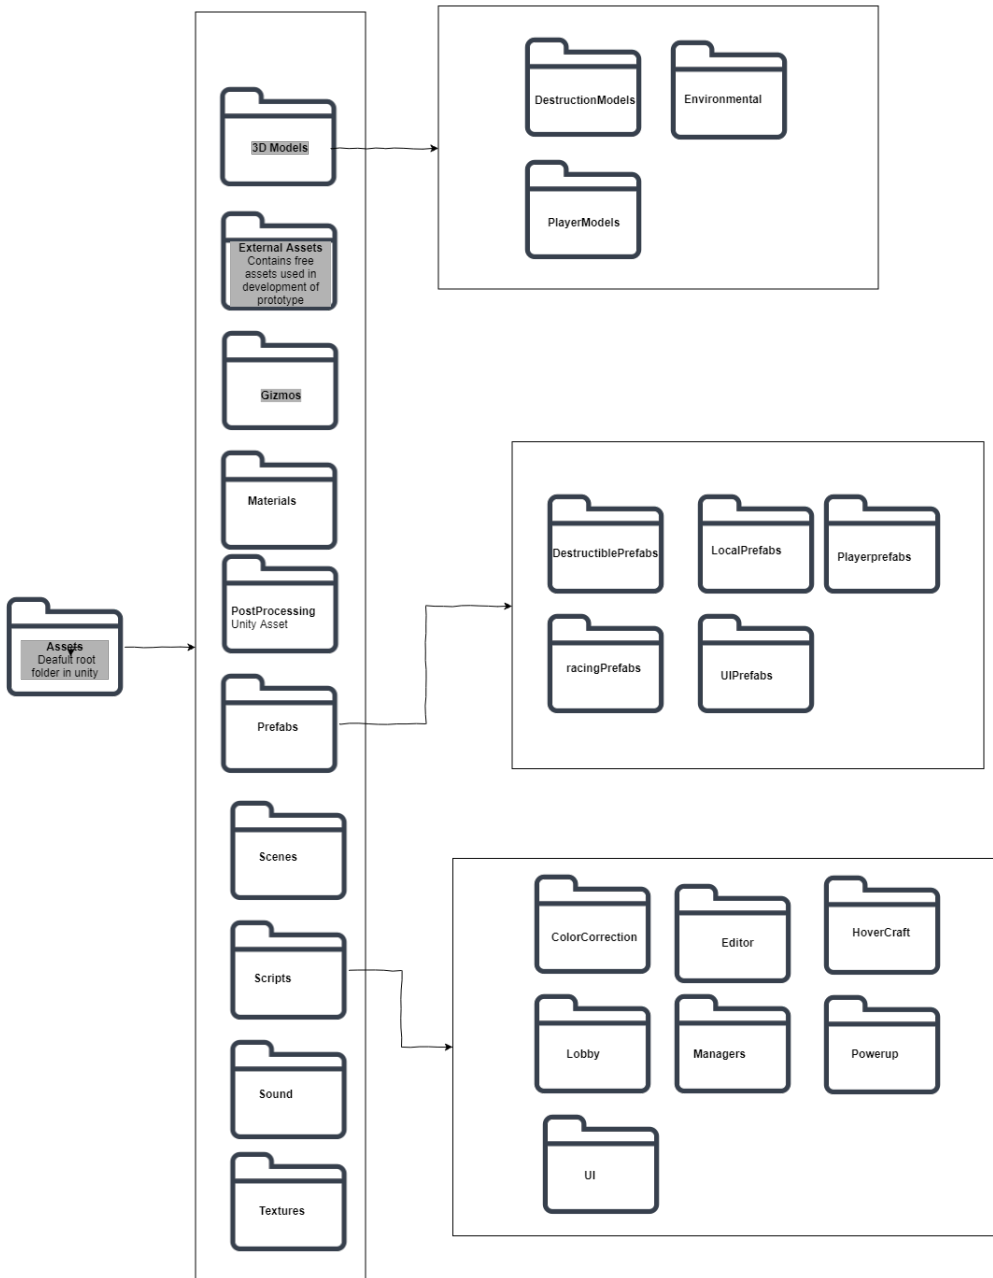 3D Models
External Assets
Contains free
assets used in
development of
prototype
Gizmos
Materials
PostProcessing
Unity Asset
Prefabs
Scenes
Scripts
Sound
Textures
Assets
Deafult root
folder in unity
DestructionModels
Environmental
PlayerModels
DestructiblePrefabs
LocalPrefabs
Playerprefabs
racingPrefabs
UIPrefabs
ColorCorrection
Editor
HoverCraft
Lobby
Managers
Powerup
UI